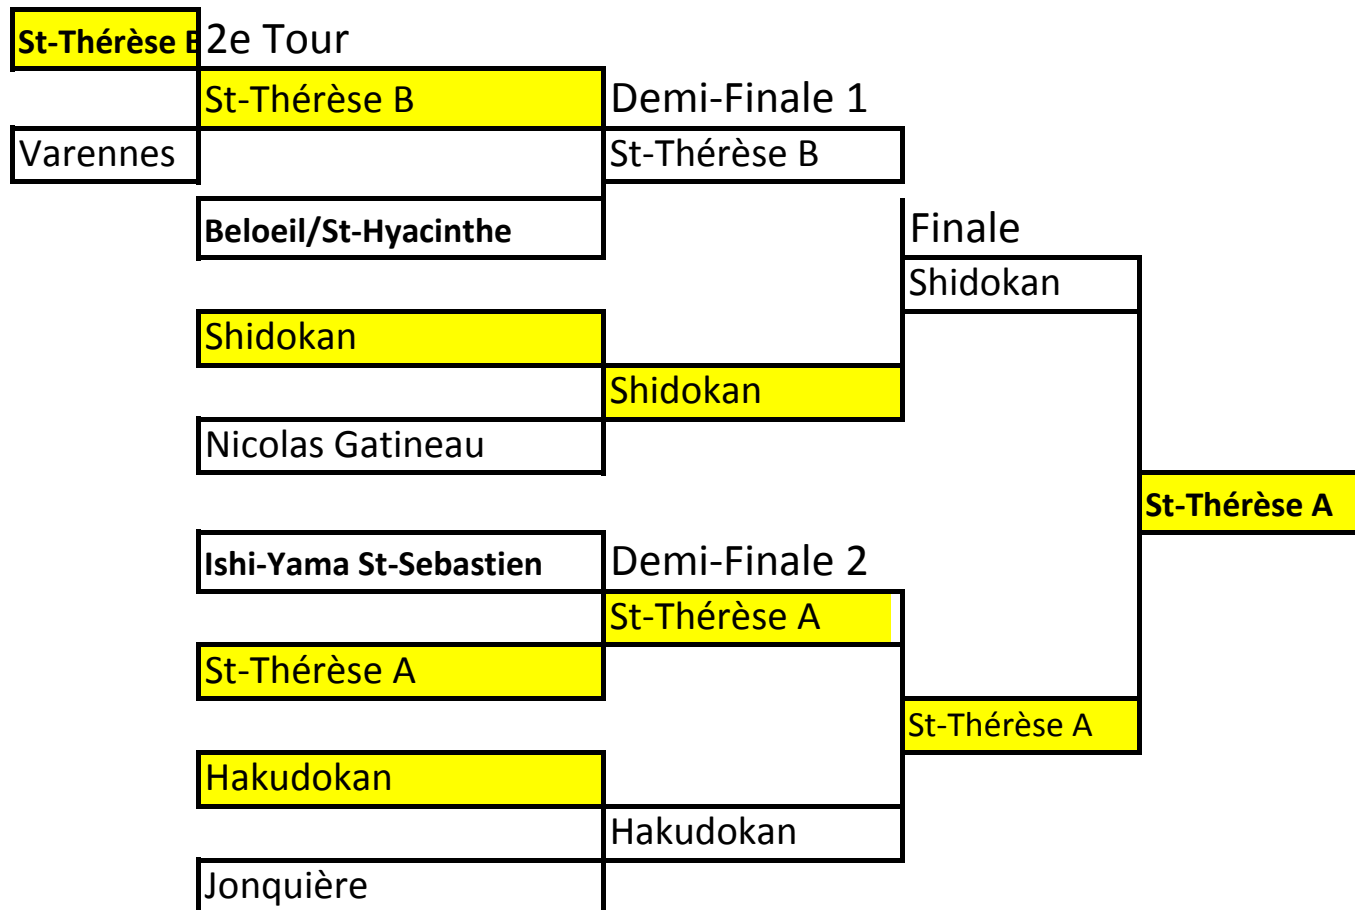 St-Thérèse B 2e Tour
St-Thérèse B Demi-Finale 1
Varennes St-Thérèse B
Beloeil/St-Hyacinthe Finale
Shidokan
Shidokan
Shidokan
Nicolas Gatineau
St-Thérèse A
Ishi-Yama St-Sebastien Demi-Finale 2
St-Thérèse A
St-Thérèse A
St-Thérèse A
Hakudokan
Hakudokan
Jonquière